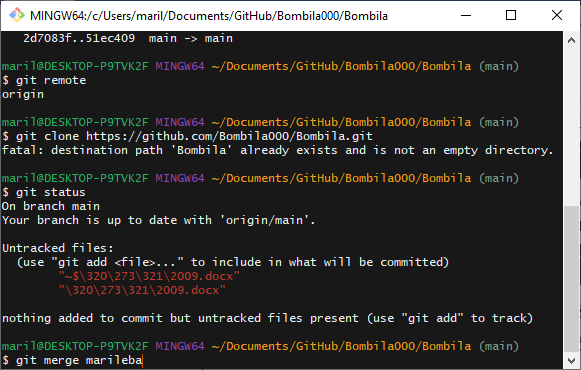 MINGW64:/c/Users/maril/Documents/GitHub/Bombila000/Bombila
2d7083f..51ec409  main -> main
maril@DESKTOP-P9TVK2F MINGW64 ~/Documents/GitHub/Bombila000/Bombila (main)
$ git remote
origin
maril@DESKTOP-P9TVK2F MINGW64 ~/Documents/GitHub/Bombila000/Bombila (main)
$ git clone https://github.com/Bombila000/Bombila.git
fatal: destination path 'Bombila' already exists and is not an empty directory.
maril@DESKTOP-P9TVK2F MINGW64 ~/Documents/GitHub/Bombila000/Bombila (main)
$ git status
On branch main
Your branch is up to date with 'origin/main'.
Untracked files:
(use "git add <file>..." to include in what will be committed)
"~$\320\273\321\2009.docx"
"\320\273\321\2009.docx"
nothing added to commit but untracked files present (use "git add" to track)
maril@DESKTOP-P9TVK2F MINGW64 ~/Documents/GitHub/Bombila000/Bombila (main)
$ git merge marileba